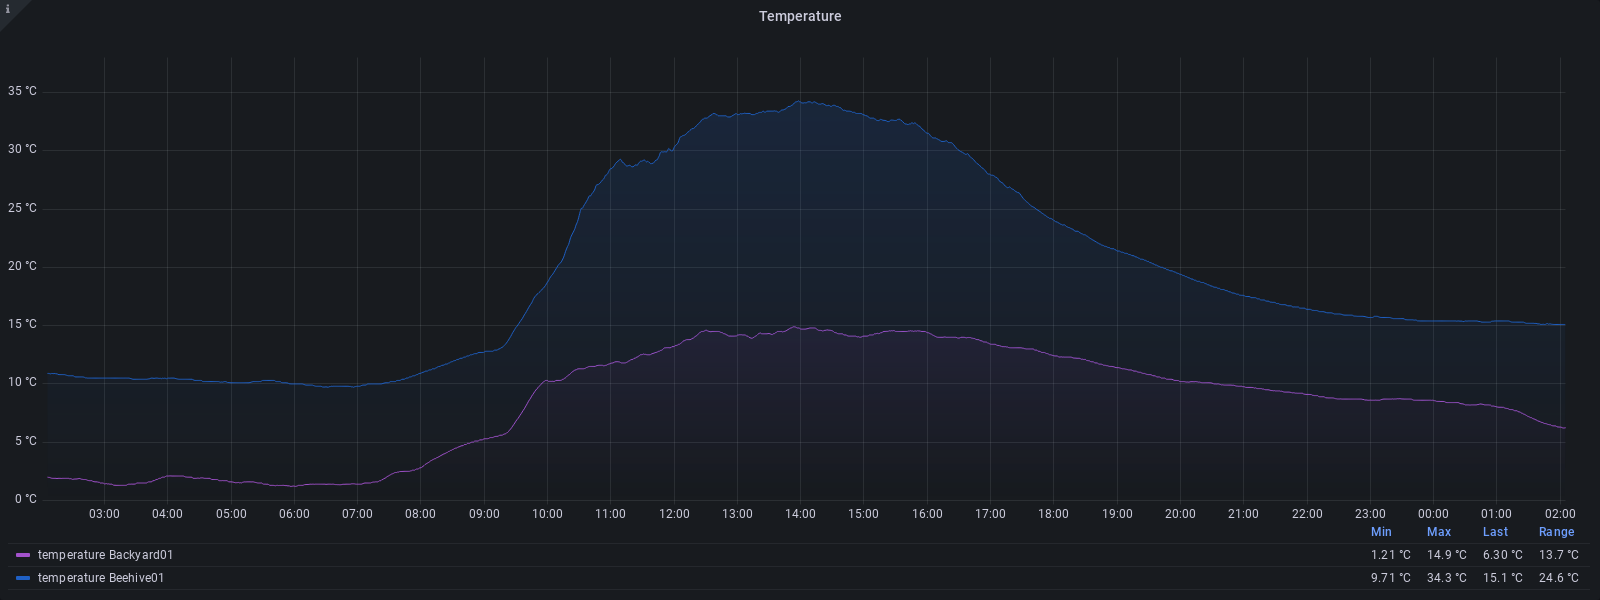 i
Temperature
35 °C
30 °C
25 °C
20 °C
15 °C
10 °C
5 °C
0 °C
03:00 04:00 05:00 06:00 07:00 08:00 09:00 10:00 11:00 12:00 13:00 14:00 15:00 16:00 17:00 18:00 19:00 20:00 21:00 22:00 23:00 00:00 01:00 02:00
Min Max Last Range
temperature Backyard01 1.21 °C 14.9 °C 6.30 °C 13.7 °C
temperature Beehive01 9.71 °C 34.3 °C 15.1 °C 24.6 °C